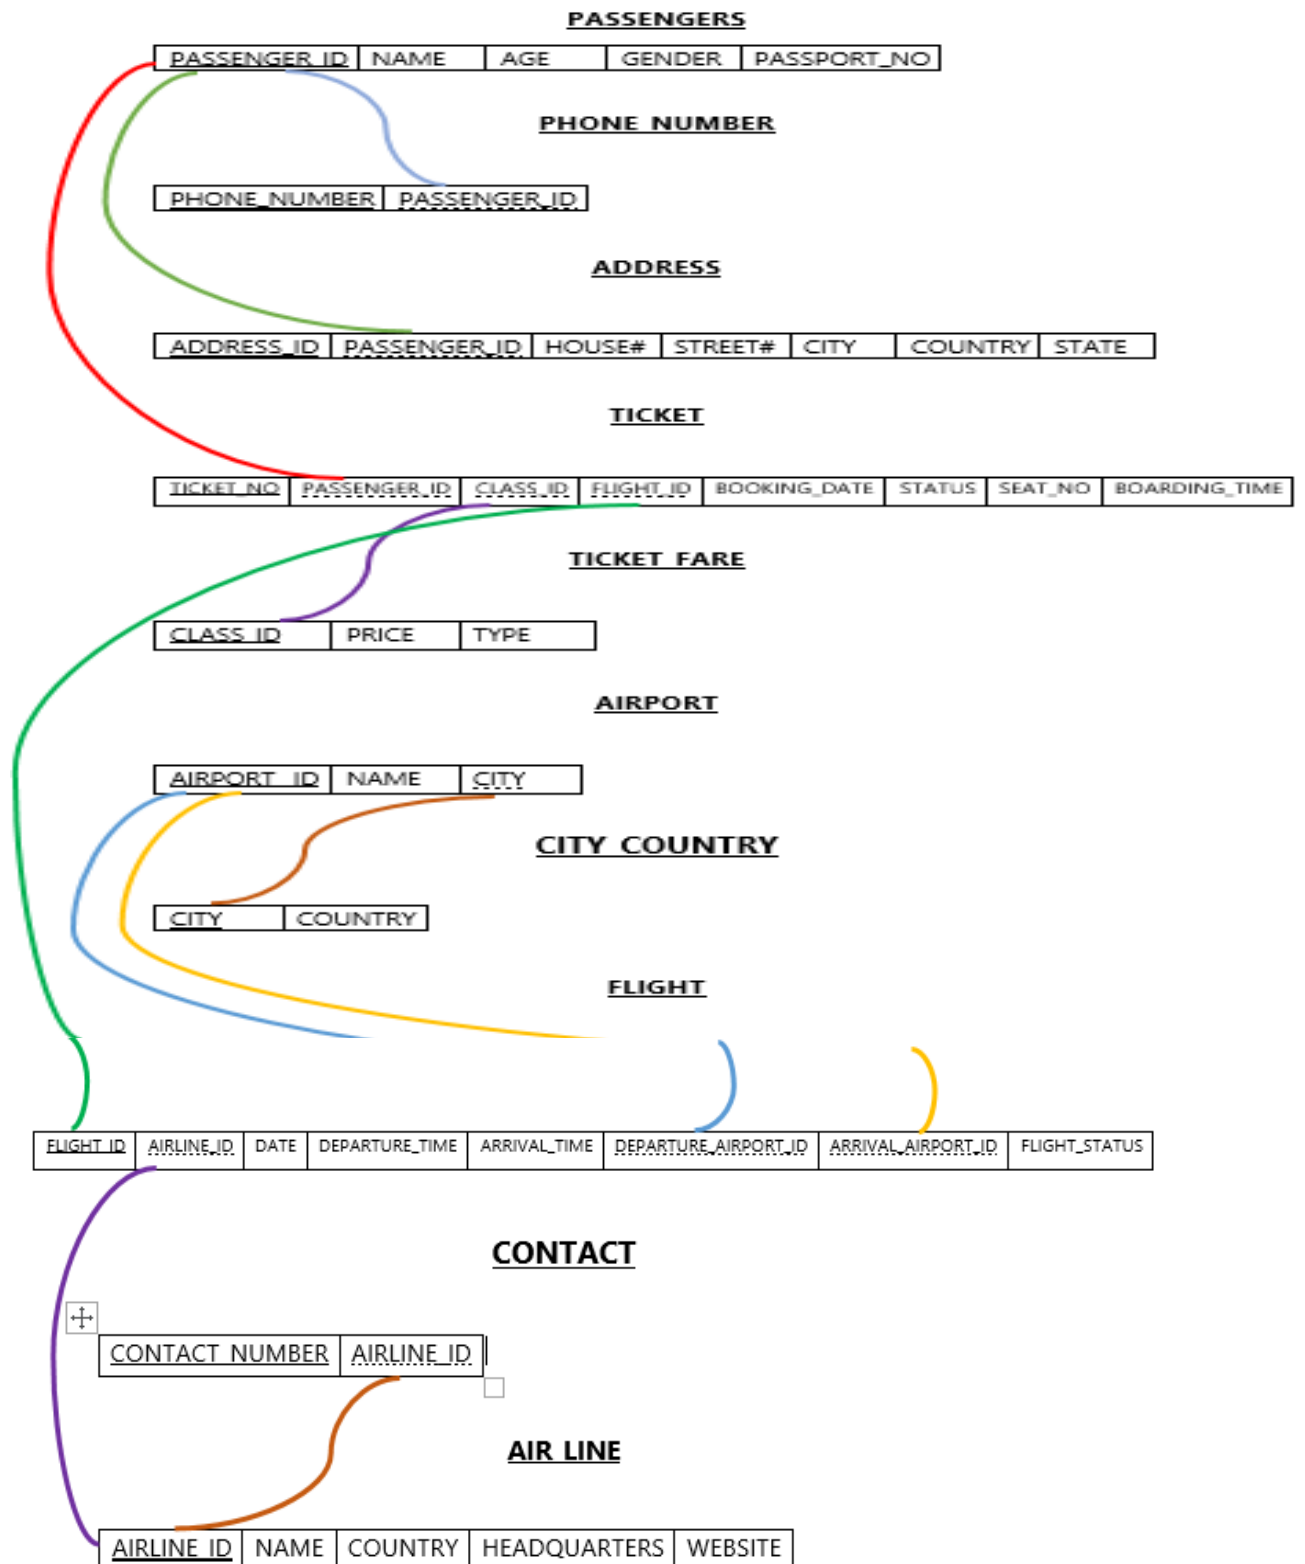 PASSENGERS
PASSENGER_ID NAME AGE GENDER PASSPORT_NO
PHONE NUMBER
PHONE_NUMBER PASSENGER_ID
ADDRESS
ADDRESS_ID PASSENGER_ID HOUSE# STREET# CITY COUNTRY STATE
TICKET
TICKET_NO PASSENGER_ID CLASS_ID FLIGHT_ID BOOKING_DATE STATUS SEAT_NO BOARDING_TIME
TICKET FARE
CLASS_ID PRICE TYPE
AIRPORT
AIRPORT_ID NAME CITY
CITY COUNTRY
CITY COUNTRY
FLIGHT
FLIGHT_ID AIRLINE_ID DATE DEPARTURE_TIME ARRIVAL_TIME DEPARTURE_AIRPORT_ID ARRIVAL_AIRPORT_ID FLIGHT_STATUS
CONTACT
CONTACT_NUMBER AIRLINE_ID
AIR LINE
AIRLINE_ID NAME COUNTRY HEADQUARTERS WEBSITE